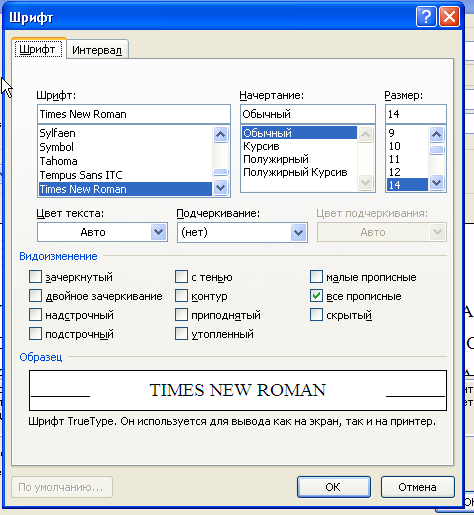 Шрифт
Шрифт Интервал
Шрифт: Начертание: Размер:
Times New Roman Обычный 14
Sylfaen Обычный 9
Symbol Курсив 10
Tahoma Полужирный 11
Tempus Sans ITC Полужирный Курсив 12
Times New Roman 14
Цвет текста: Подчеркивание: Цвет подчеркивания:
Авто (нет) Авто
Видоизменение
зачеркнутый с тенью малые прописные
двойное зачеркивание контур все прописные
надстрочный приподнятый скрытый
подстрочный утопленный
Образец
TIMES NEW ROMAN
Шрифт TrueType. Он используется для вывода как на экран, так и на принтер.
По умолчанию... ОК Отмена